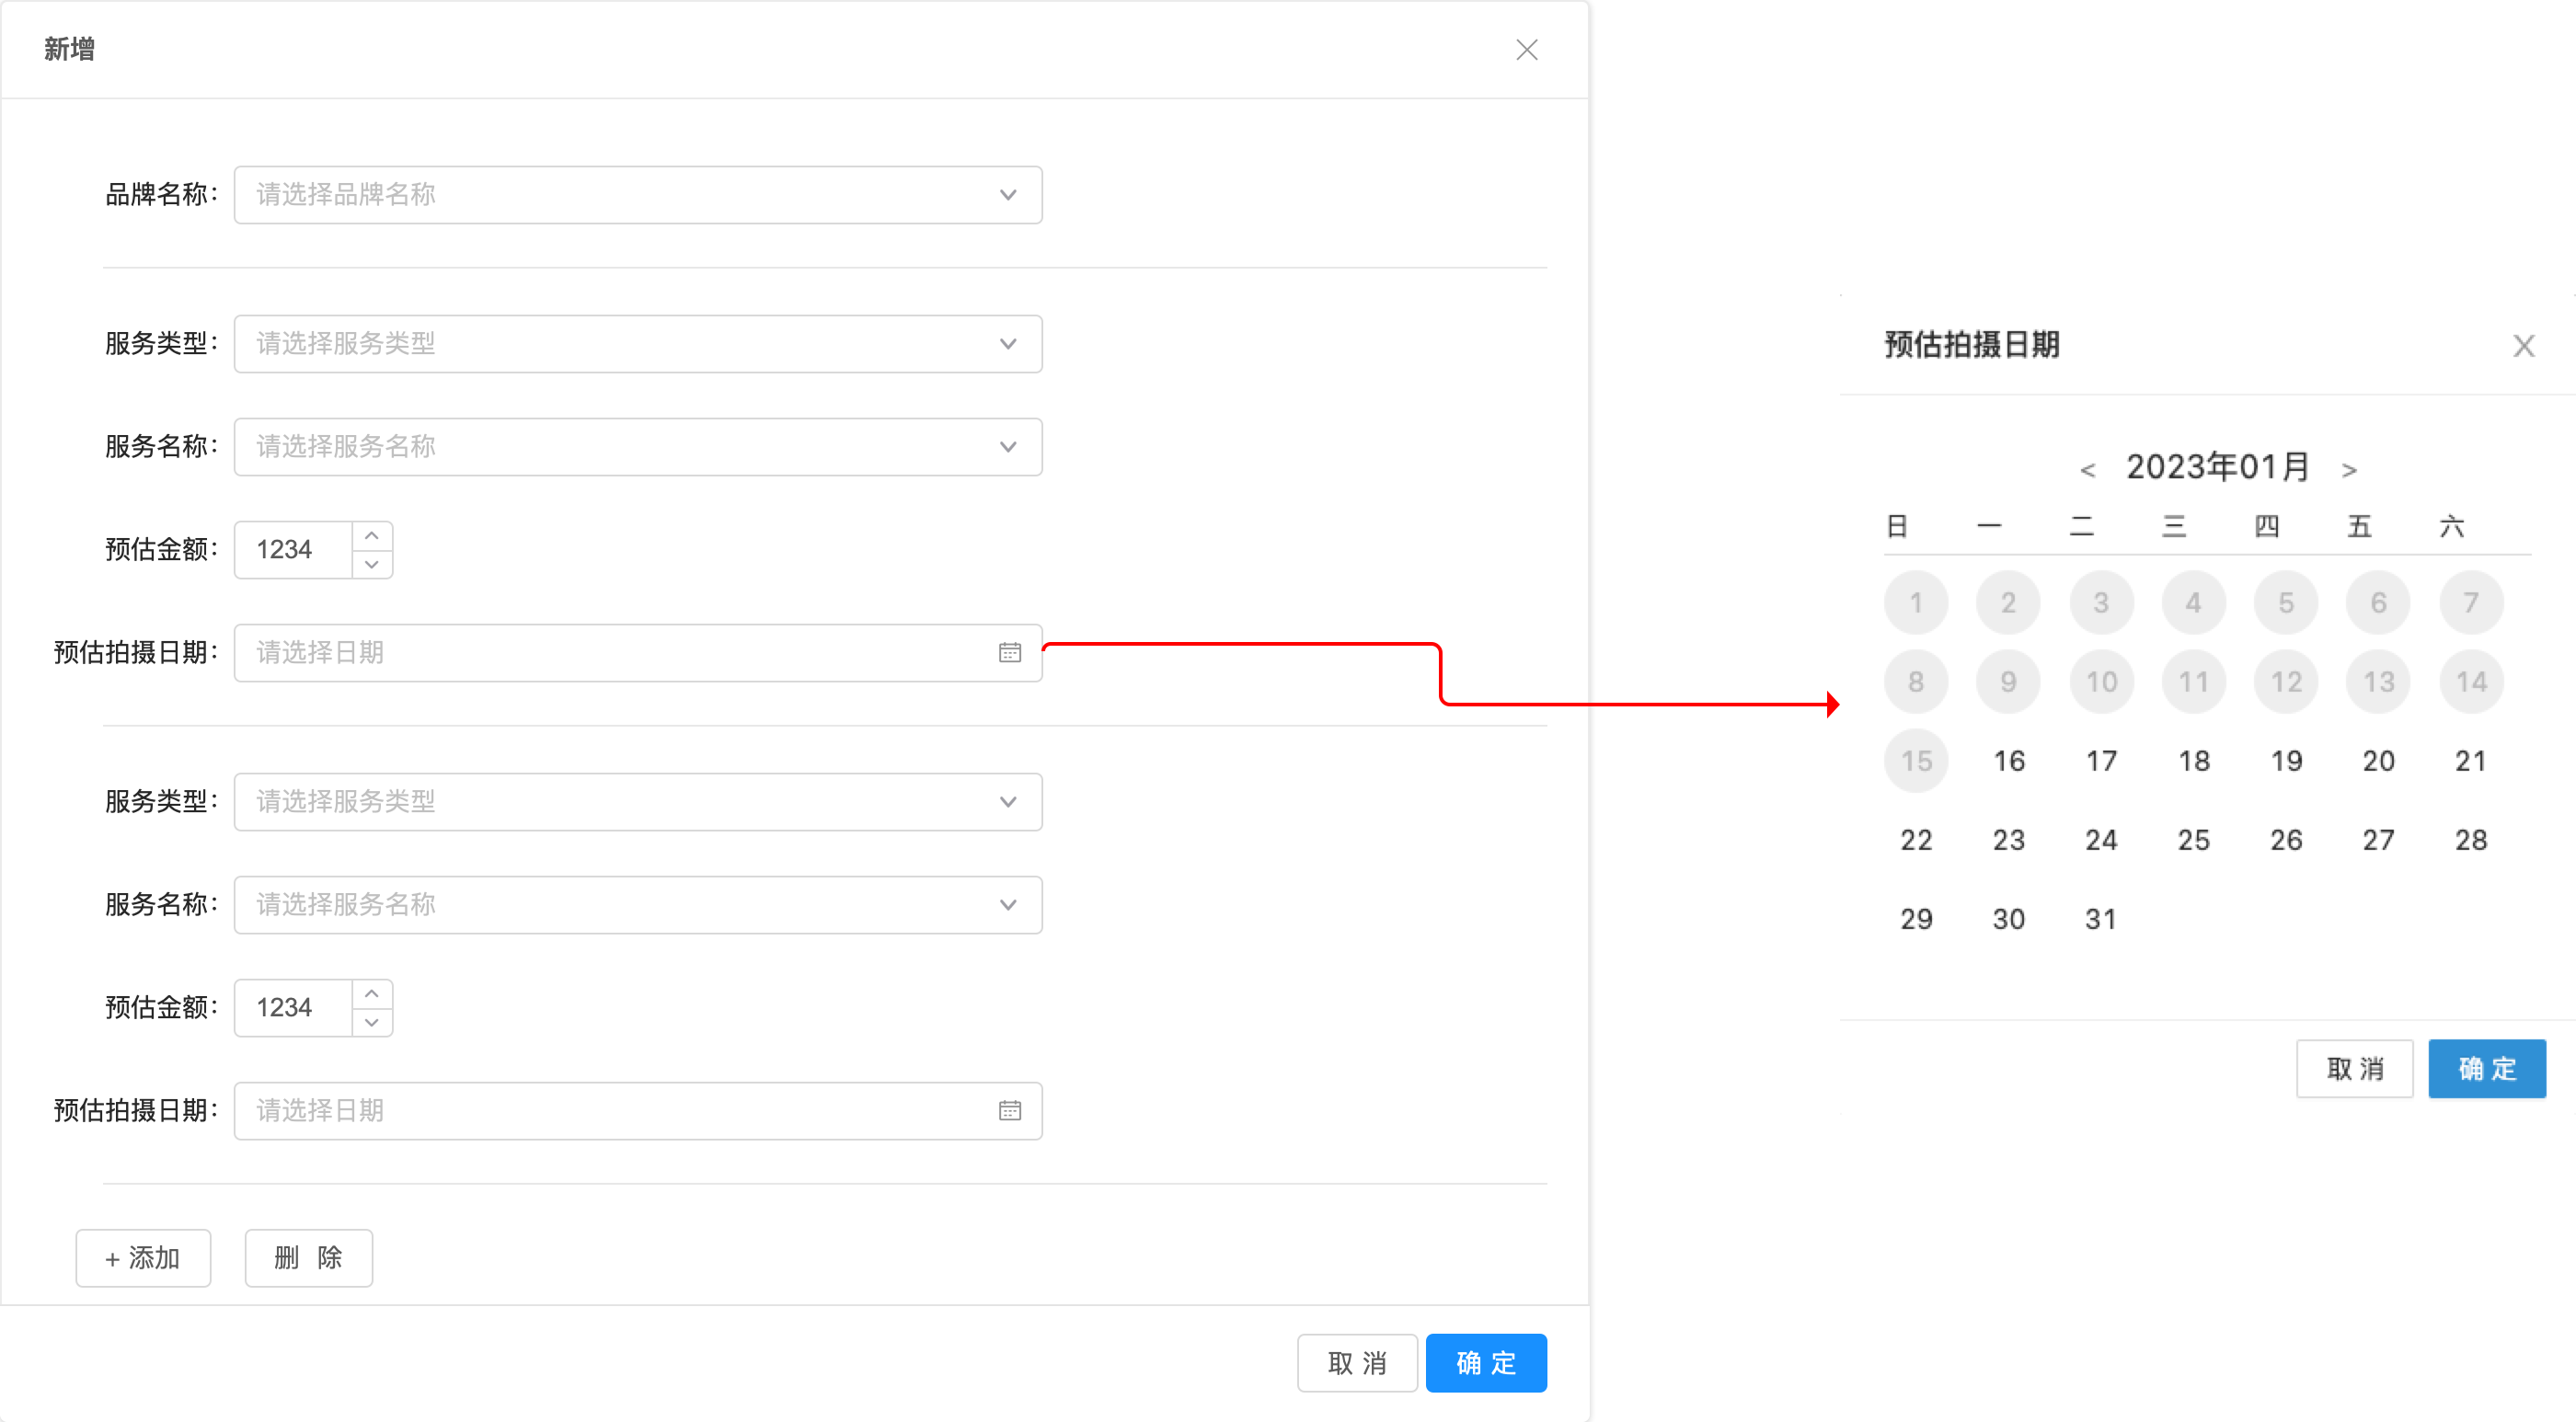 新增
品牌名称：
请选择品牌名称
服务类型：
请选择服务类型
服务名称：
请选择服务名称
预估金额：
1234
预估拍摄日期：
请选择日期
服务类型：
请选择服务类型
服务名称：
请选择服务名称
预估金额：
1234
预估拍摄日期：
请选择日期
+ 添加
删 除
取 消
确 定
预估拍摄日期
X
< 2023年01月 >
日 一 二 三 四 五 六
1 2 3 4 5 6 7
8 9 10 11 12 13 14
15 16 17 18 19 20 21
22 23 24 25 26 27 28
29 30 31
取 消
确 定